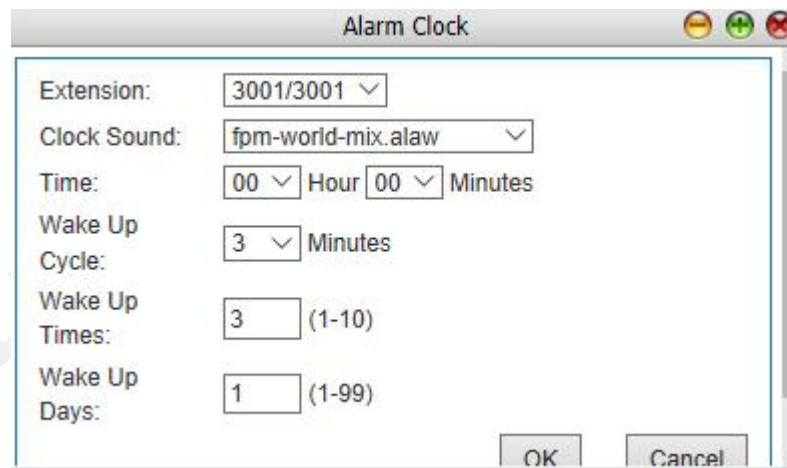 Alarm Clock
Extension: 3001/3001
Clock Sound: fpm-world-mix.alaw
Time: 00 Hour 00 Minutes
Wake Up
Cycle: 3 Minutes
Wake Up
Times: 3 (1-10)
Wake Up
Days: 1 (1-99)
OK Cancel